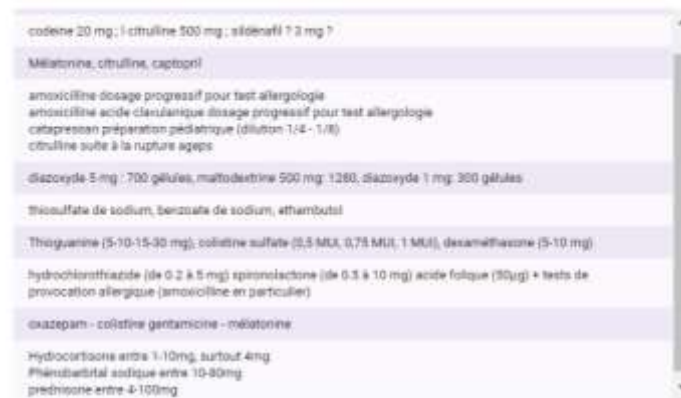 codeine 20 mg ; l-citrulline 500 mg ; sildénafil ? 3 mg ?
Mélatonine, citrulline, captopril
amoxicilline dosage progressif pour test allergologie
amoxicilline acide clavulanique dosage progressif pour test allergologie
catapressan préparation pédiatrique (dilution 1/4 - 1/8)
citrulline suite à la rupture ageps
diazoxyde 5 mg : 700 gélules, maltodextrine 500 mg: 1280, diazoxyde 1 mg: 300 gélules
thiosulfate de sodium, benzoate de sodium, ethambutol
Thioguanine (5-10-15-30 mg), colistine sulfate (0,5 MUI, 0,75 MUI, 1 MUI), dexaméthasone (5-10 mg)
hydrochlorothiazide (de 0.2 à 5 mg) spironolactone (de 0.5 à 10 mg) acide folique (50µg) + tests de
provocation allergique (amoxicilline en particulier)
oxazepam - colistine gentamicine - mélatonine
Hydrocortisone entre 1-10mg, surtout 4mg
Phénobarbital sodique entre 10-80mg
prednisone entre 4-100mg